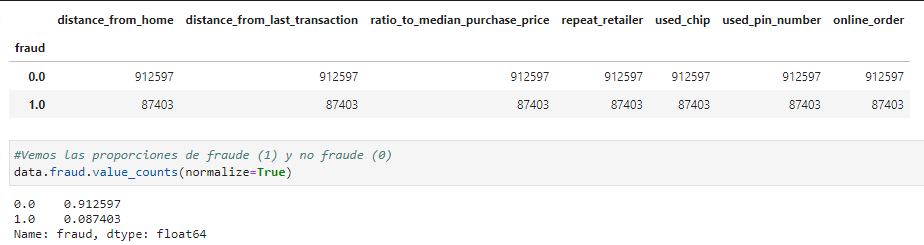 distance_from_home distance_from_last_transaction ratio_to_median_purchase_price repeat_retailer used_chip used_pin_number online_order
fraud
0.0 912597 912597 912597 912597 912597 912597 912597
1.0 87403 87403 87403 87403 87403 87403 87403
#Vemos las proporciones de fraude (1) y no fraude (0)
data.fraud.value_counts(normalize=True)
0.0 0.912597
1.0 0.087403
Name: fraud, dtype: float64